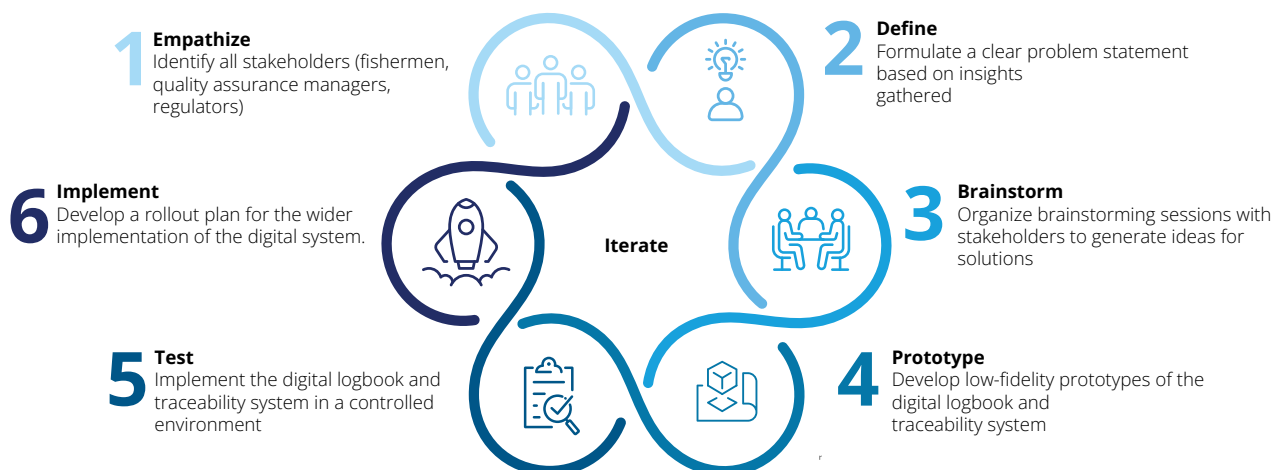 1
Empathize
Identify all stakeholders (fishermen,
quality assurance managers,
regulators)
2
Define
Formulate a clear problem statement
based on insights
gathered
3
Brainstorm
Organize brainstorming sessions with
stakeholders to generate ideas for
solutions
4
Prototype
Develop low-fidelity prototypes of the
digital logbook and
traceability system
5
Test
Implement the digital logbook and
traceability system in a controlled
environment
6
Implement
Develop a rollout plan for the wider
implementation of the digital system.
Iterate
r